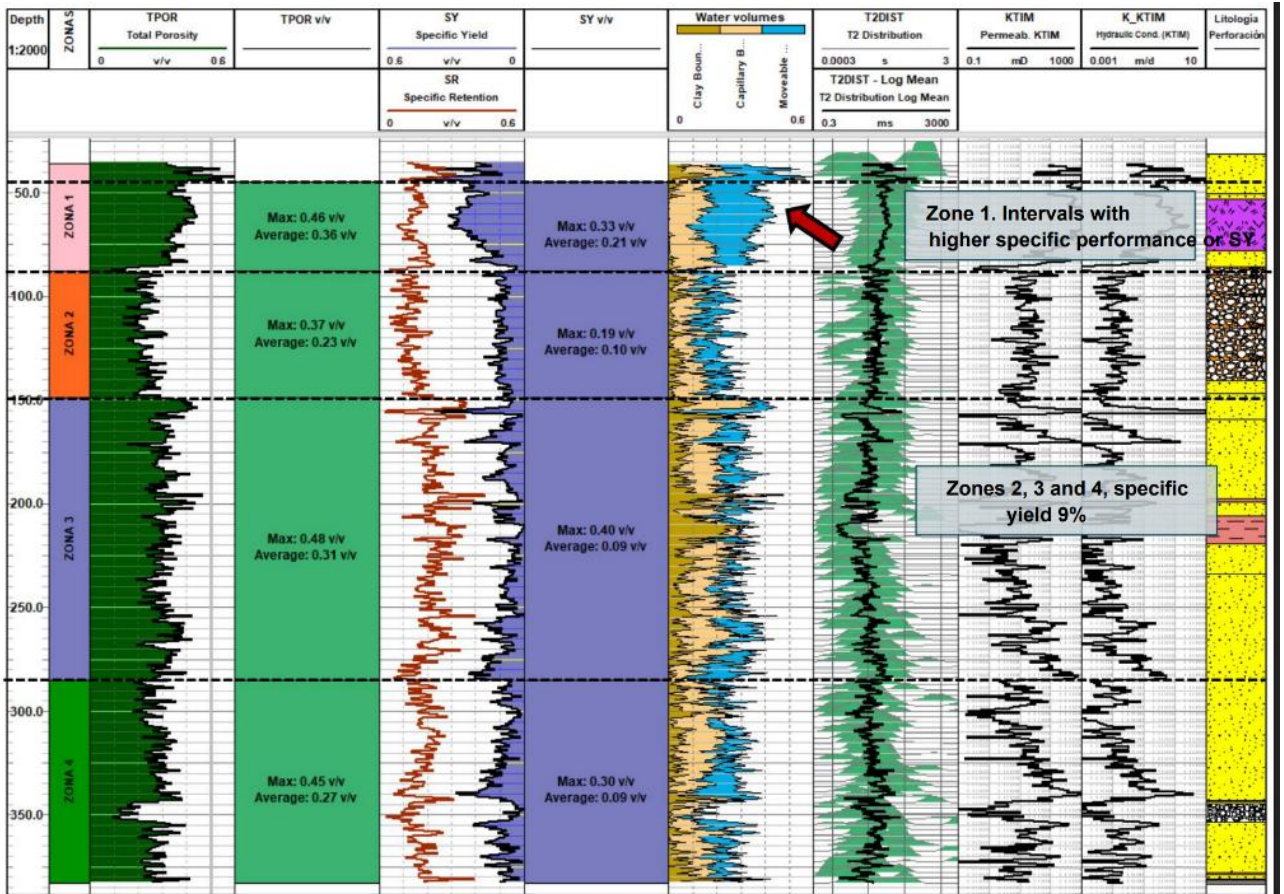 Depth
1:2000
ZONAS
TPOR
Total Porosity
0 v/v 0.6
TPOR v/v
SY
Specific Yield
0.6 v/v 0
SR
Specific Retention
0 v/v 0.6
SY v/v
Water volumes
Clay Boun...
Capillary B...
Moveable ...
0 0.6
T2DIST
T2 Distribution
0.0003 s 3
T2DIST - Log Mean
T2 Distribution Log Mean
0.3 ms 3000
KTIM
Permeab. KTIM
0.1 mD 1000
K_KTIM
Hydraulic Cond. (KTIM)
0.001 m/d 10
Litología
Perforación
50.0
100.0
150.0
200.0
250.0
300.0
350.0
ZONA 1
ZONA 2
ZONA 3
ZONA 4
Max: 0.46 v/v
Average: 0.36 v/v
Max: 0.37 v/v
Average: 0.23 v/v
Max: 0.48 v/v
Average: 0.31 v/v
Max: 0.45 v/v
Average: 0.27 v/v
Max: 0.33 v/v
Average: 0.21 v/v
Max: 0.19 v/v
Average: 0.10 v/v
Max: 0.40 v/v
Average: 0.09 v/v
Max: 0.30 v/v
Average: 0.09 v/v
Zone 1. Intervals with
higher specific performance or SY
Zones 2, 3 and 4, specific
yield 9%